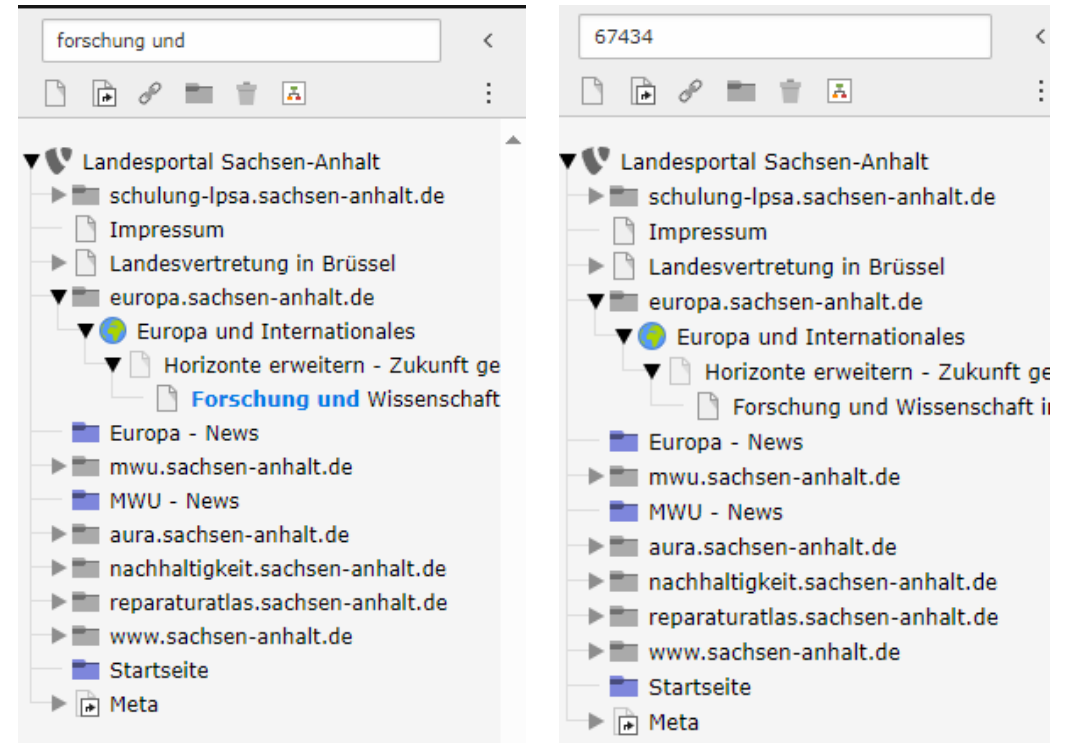 forschung und
Landesportal Sachsen-Anhalt
schulung-lpsa.sachsen-anhalt.de
Impressum
Landesvertretung in Brüssel
europa.sachsen-anhalt.de
Europa und Internationales
Horizonte erweitern - Zukunft ge
Forschung und Wissenschaft
Europa - News
mwu.sachsen-anhalt.de
MWU - News
aura.sachsen-anhalt.de
nachhaltigkeit.sachsen-anhalt.de
reparaturatlas.sachsen-anhalt.de
www.sachsen-anhalt.de
Startseite
Meta
67434
Landesportal Sachsen-Anhalt
schulung-lpsa.sachsen-anhalt.de
Impressum
Landesvertretung in Brüssel
europa.sachsen-anhalt.de
Europa und Internationales
Horizonte erweitern - Zukunft ge
Forschung und Wissenschaft i
Europa - News
mwu.sachsen-anhalt.de
MWU - News
aura.sachsen-anhalt.de
nachhaltigkeit.sachsen-anhalt.de
reparaturatlas.sachsen-anhalt.de
www.sachsen-anhalt.de
Startseite
Meta